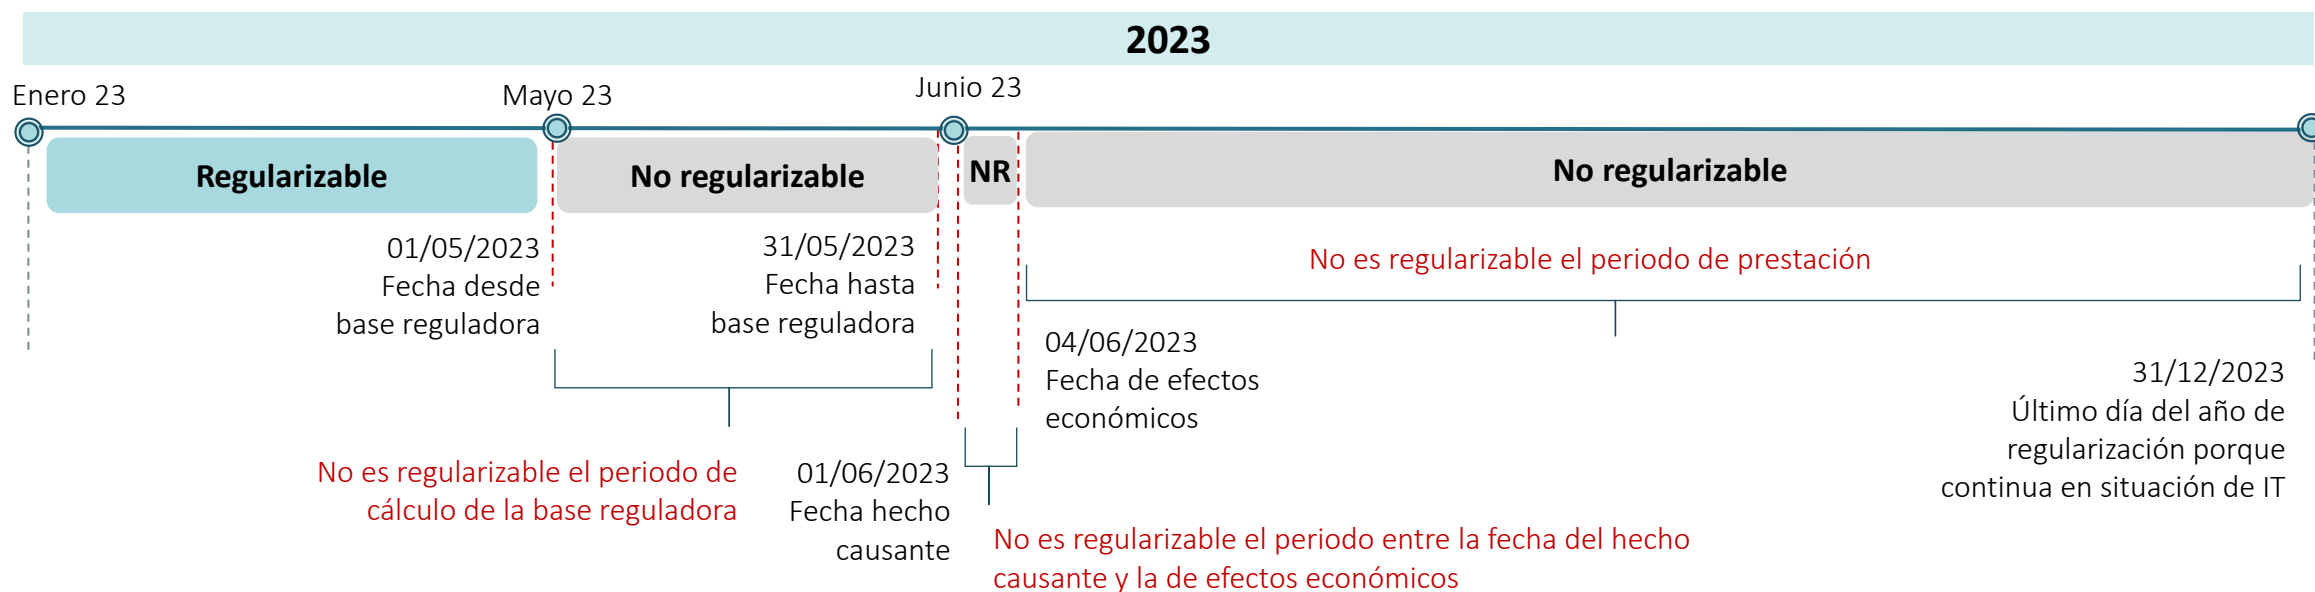 2023
Enero 23
Mayo 23
Junio 23
Regularizable
No regularizable
NR
No regularizable
01/05/2023
Fecha desde
base reguladora
31/05/2023
Fecha hasta
base reguladora
No es regularizable el periodo de prestación
04/06/2023
Fecha de efectos
económicos
31/12/2023
Último día del año de
regularización porque
continua en situación de IT
No es regularizable el periodo de
cálculo de la base reguladora
01/06/2023
Fecha hecho
causante
No es regularizable el periodo entre la fecha del hecho
causante y la de efectos económicos